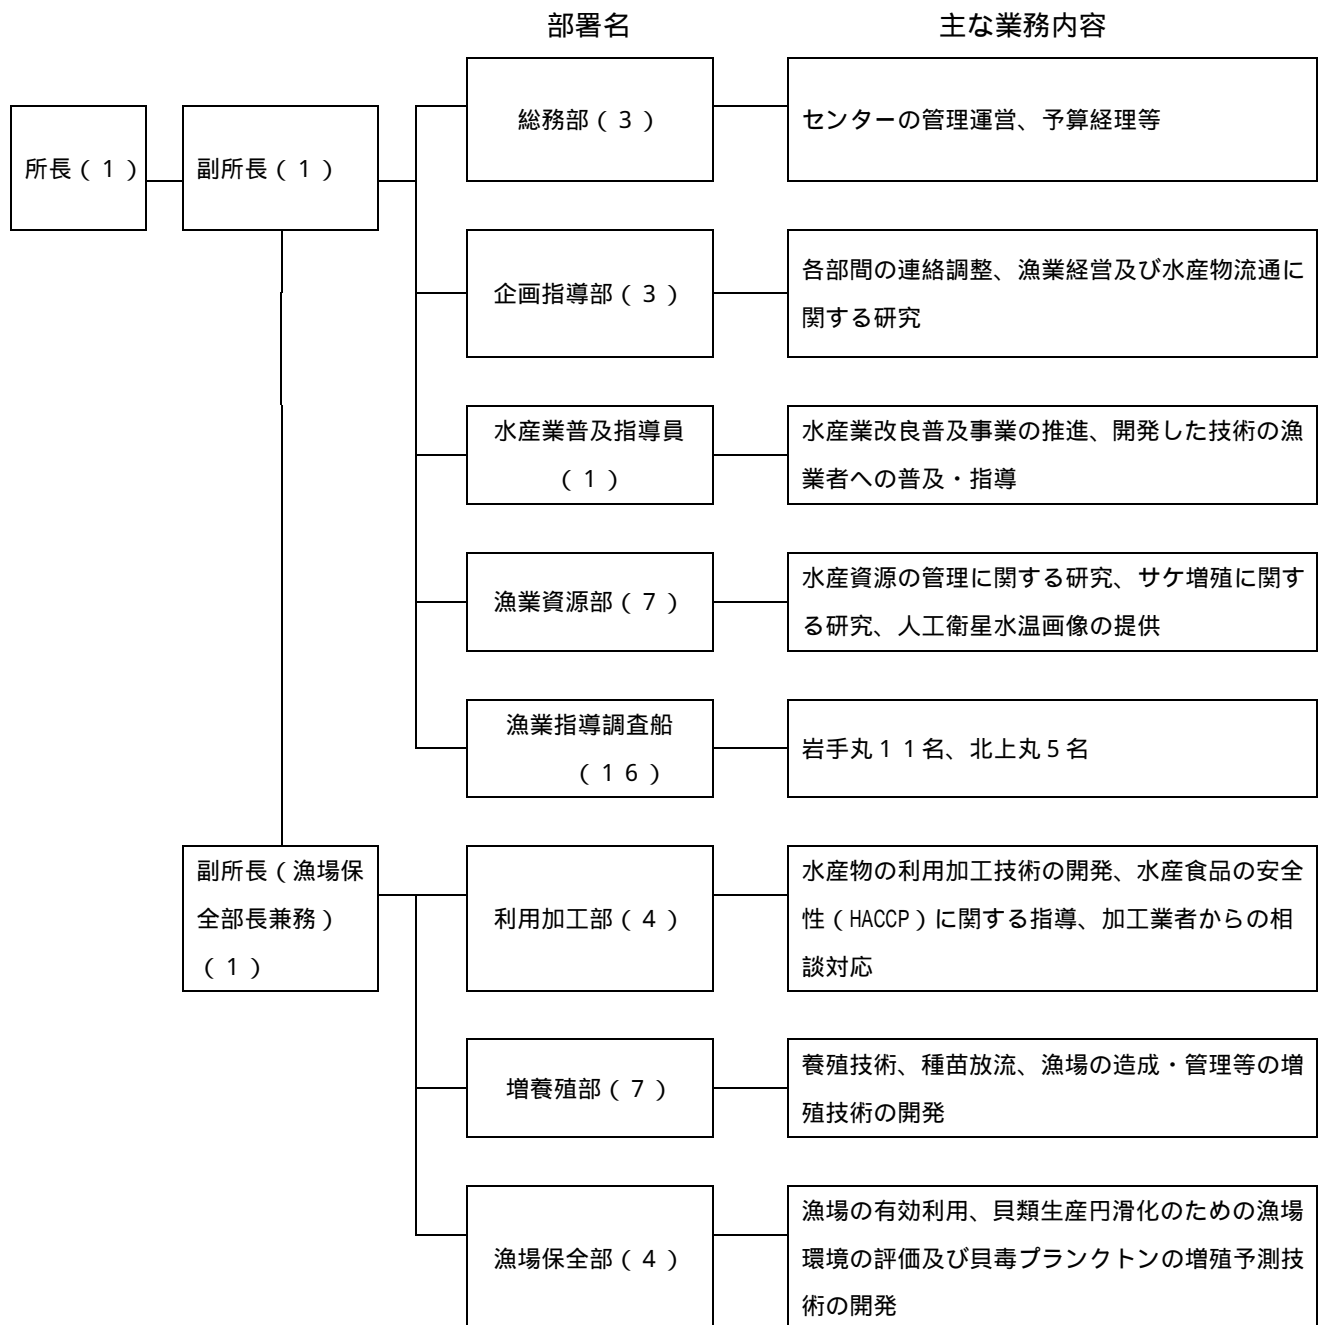 部署名
主な業務内容
所長（１）
副所長（１）
総務部（３）
センターの管理運営、予算経理等
企画指導部（３）
各部間の連絡調整、漁業経営及び水産物流通に
関する研究
水産業普及指導員
（１）
水産業改良普及事業の推進、開発した技術の漁
業者への普及・指導
漁業資源部（７）
水産資源の管理に関する研究、サケ増殖に関す
る研究、人工衛星水温画像の提供
漁業指導調査船
（１６）
岩手丸１１名、北上丸５名
副所長（漁場保
全部長兼務）
（１）
利用加工部（４）
水産物の利用加工技術の開発、水産食品の安全
性（HACCP）に関する指導、加工業者からの相
談対応
増養殖部（７）
養殖技術、種苗放流、漁場の造成・管理等の増
殖技術の開発
漁場保全部（４）
漁場の有効利用、貝類生産円滑化のための漁場
環境の評価及び貝毒プランクトンの増殖予測技
術の開発